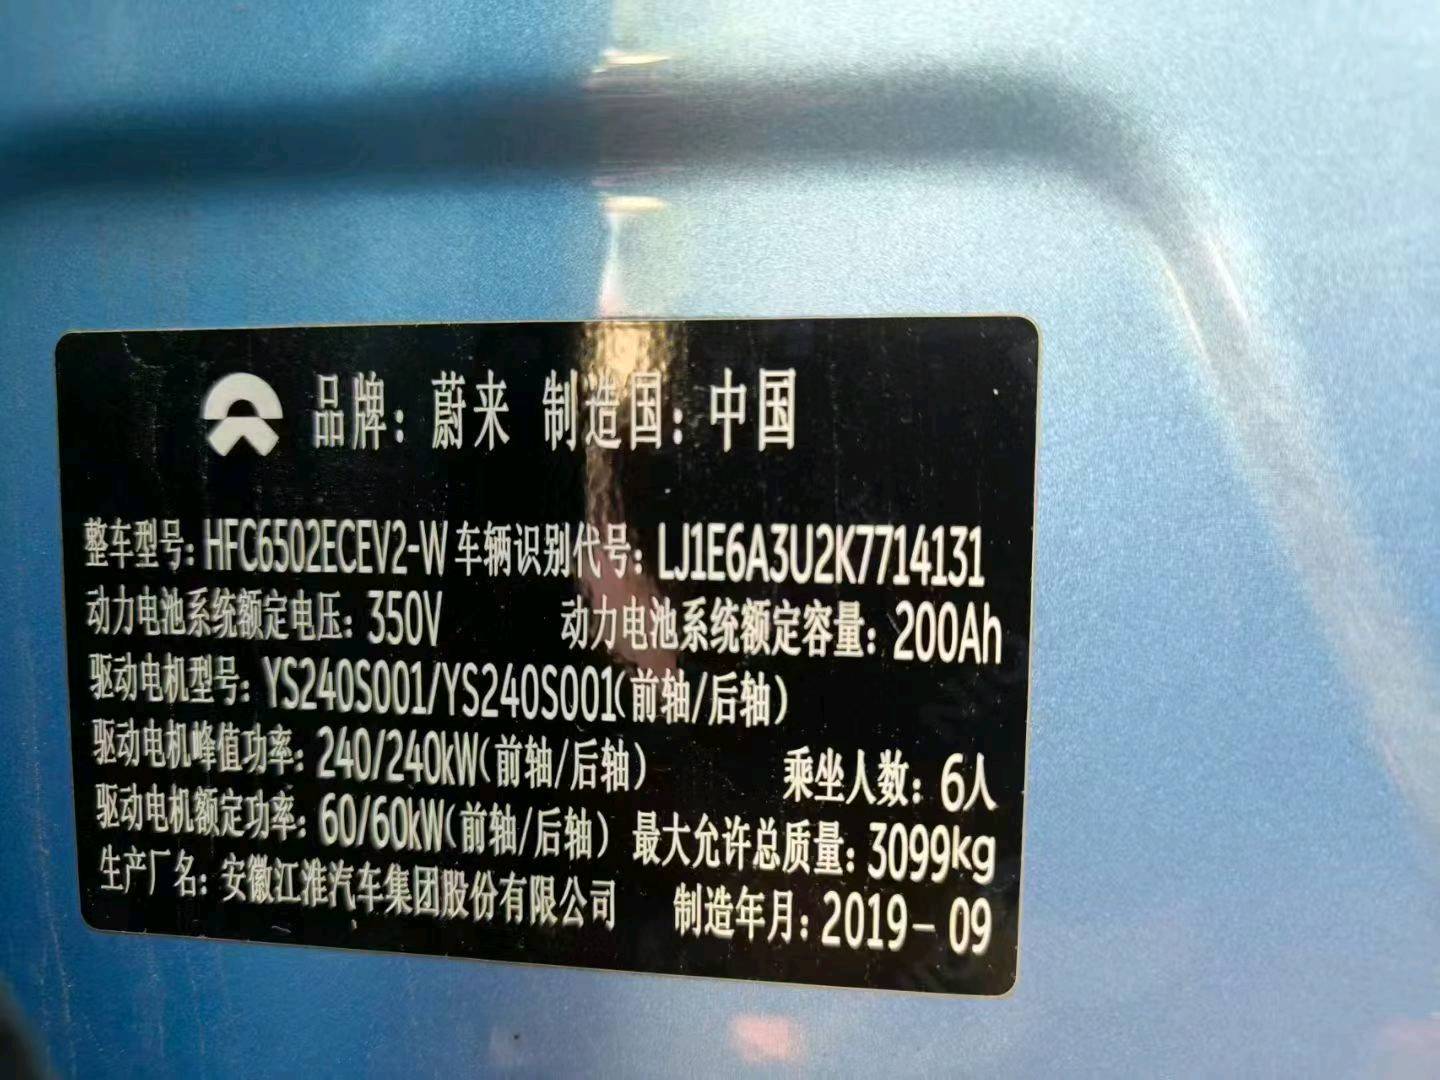 品牌：蔚来 制造国：中国
整车型号：HFC6502ECEV2-W 车辆识别代号：LJ1E6A3U2K7714131
动力电池系统额定电压：350V 动力电池系统额定容量：200Ah
驱动电机型号：YS240S001/YS240S001(前轴/后轴)
驱动电机峰值功率：240/240kW(前轴/后轴) 乘坐人数：6人
驱动电机额定功率：60/60kW(前轴/后轴) 最大允许总质量：3099kg
生产厂名：安徽江淮汽车集团股份有限公司 制造年月：2019-09